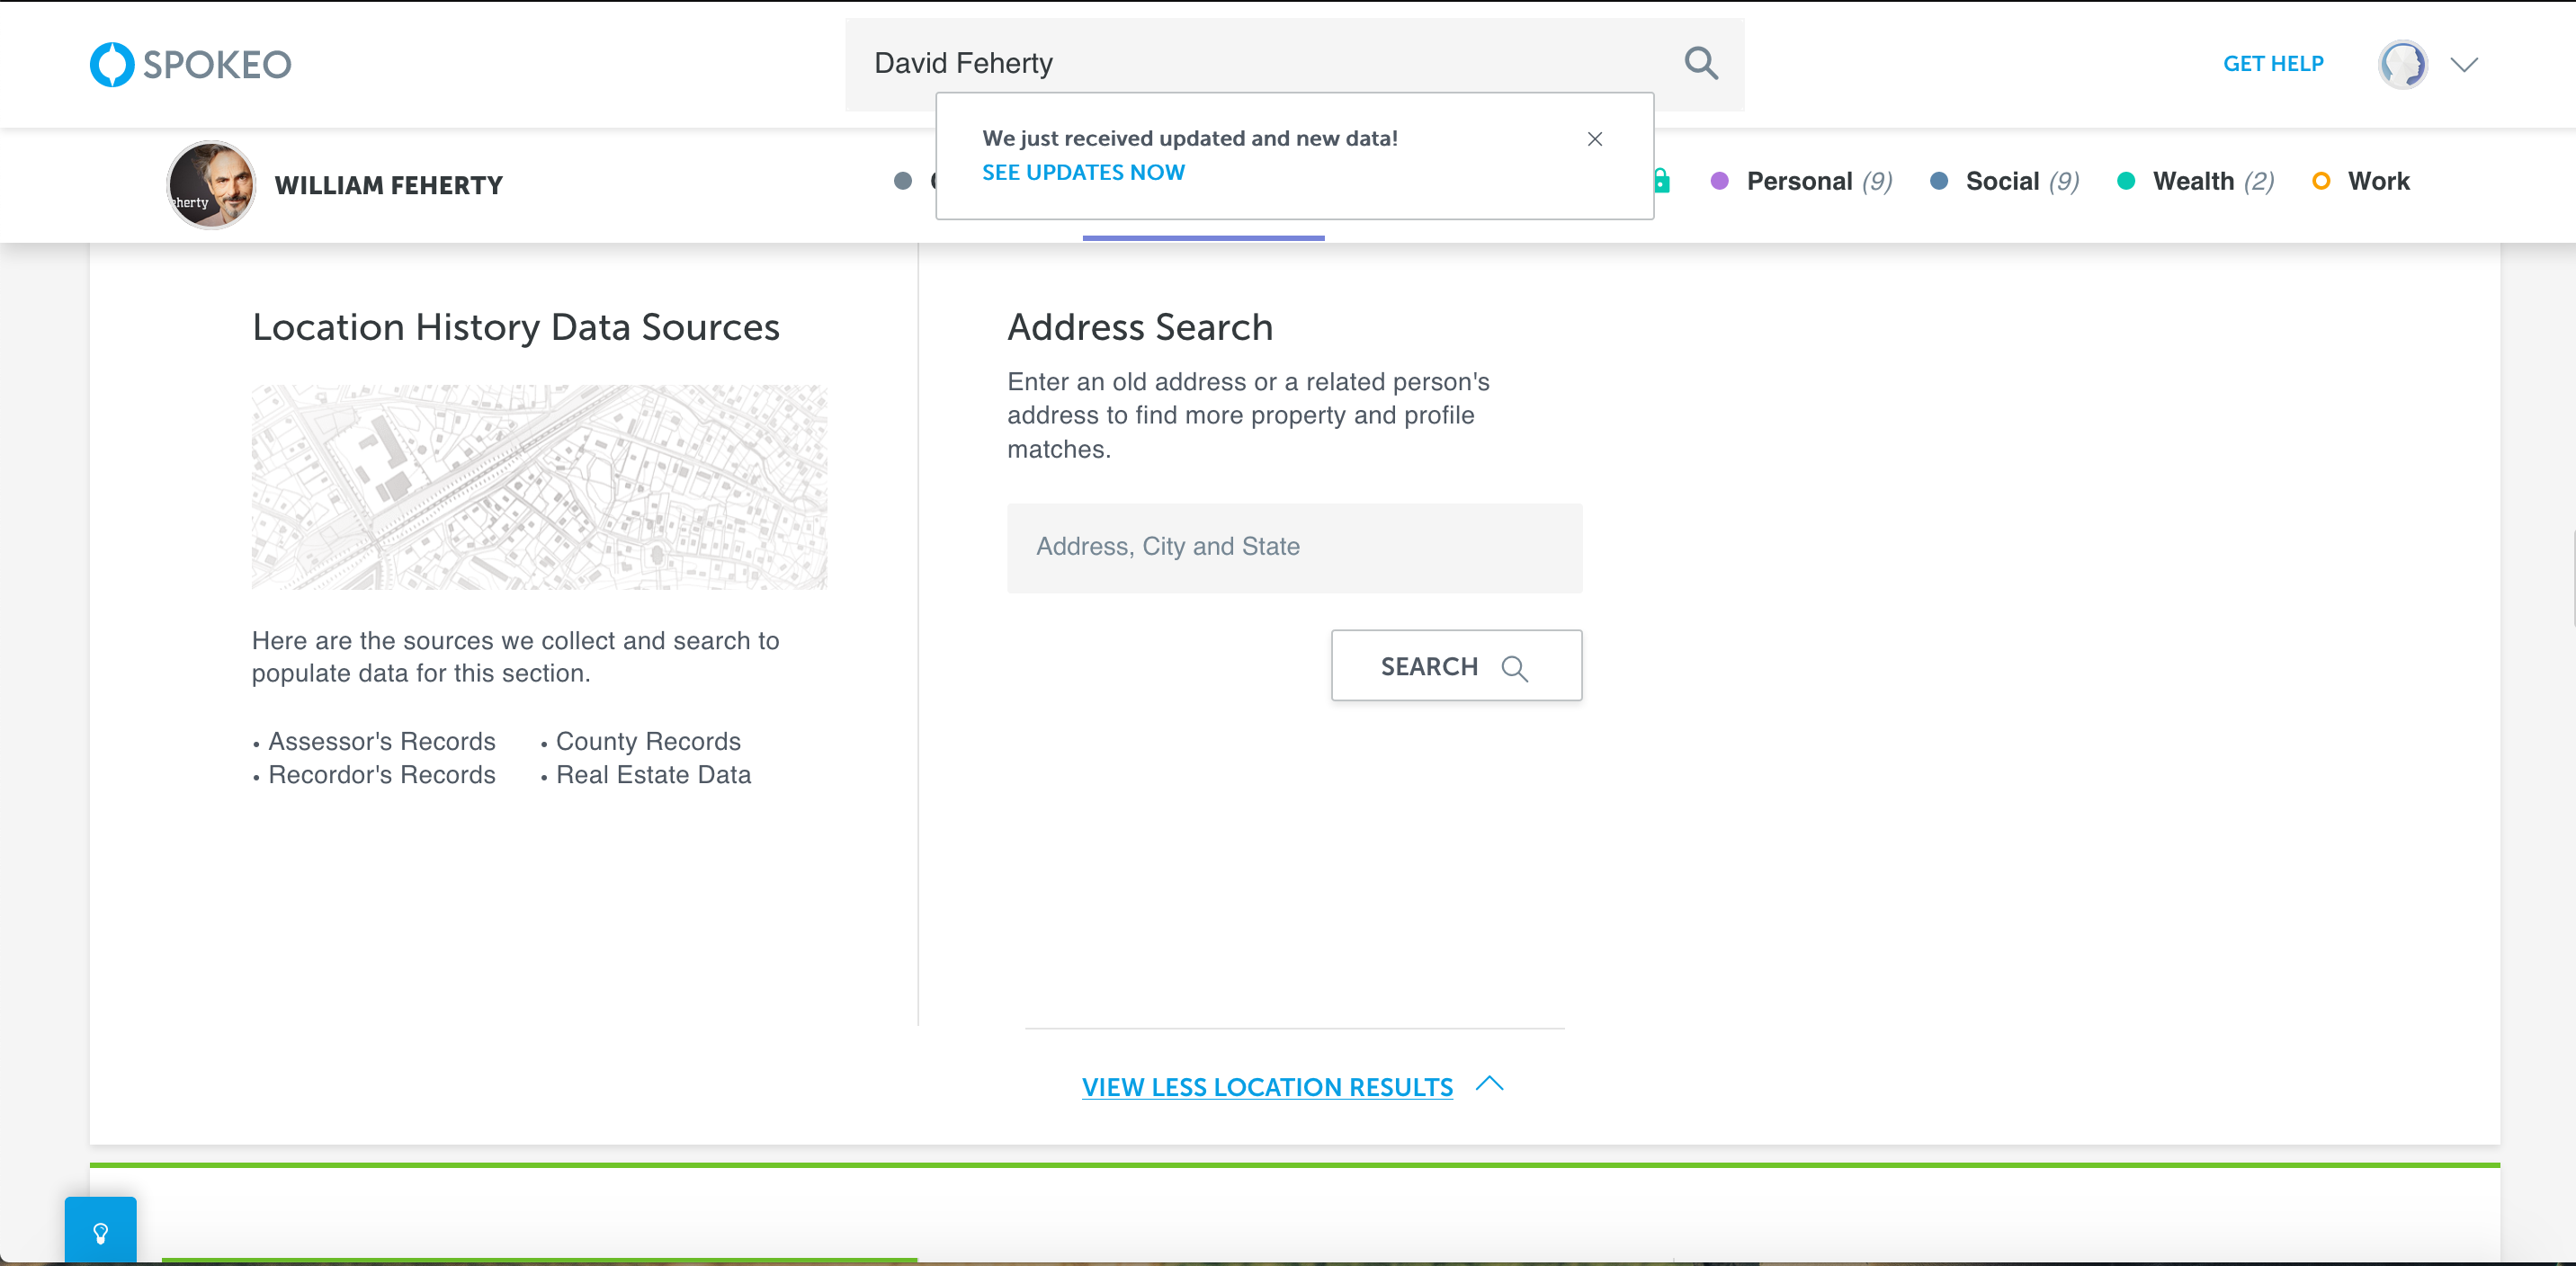 SPOKEO
David Feherty
GET HELP
We just received updated and new data!
SEE UPDATES NOW
herty
WILLIAM FEHERTY
Personal (9)
Social (9)
Wealth (2)
Work
Location History Data Sources
Here are the sources we collect and search to
populate data for this section.
• Assessor's Records
• County Records
• Recordor's Records
• Real Estate Data
Address Search
Enter an old address or a related person's
address to find more property and profile
matches.
Address, City and State
SEARCH
VIEW LESS LOCATION RESULTS